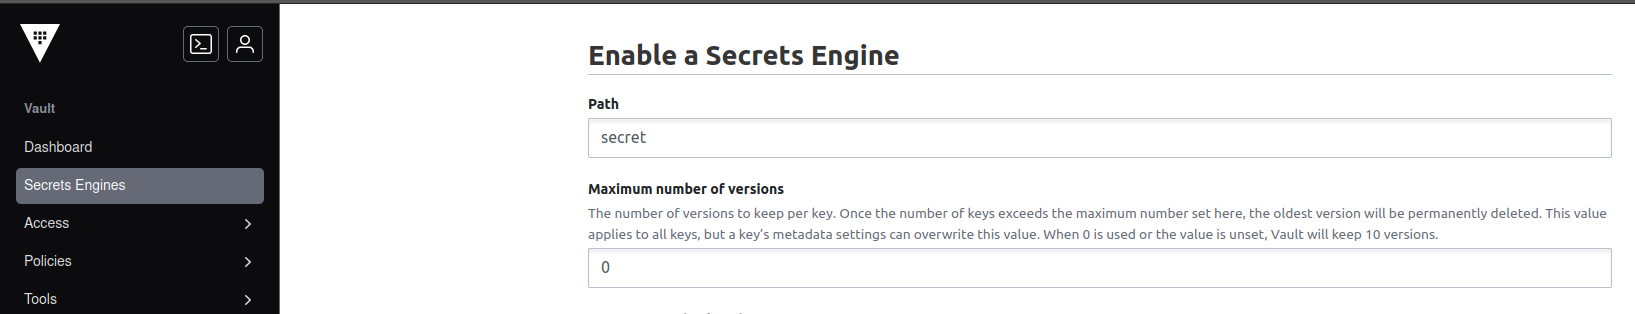 Vault
Dashboard
Secrets Engines
Access
Policies
Tools
Enable a Secrets Engine
Path
secret
Maximum number of versions
The number of versions to keep per key. Once the number of keys exceeds the maximum number set here, the oldest version will be permanently deleted. This value
applies to all keys, but a key’s metadata settings can overwrite this value. When 0 is used or the value is unset, Vault will keep 10 versions.
0